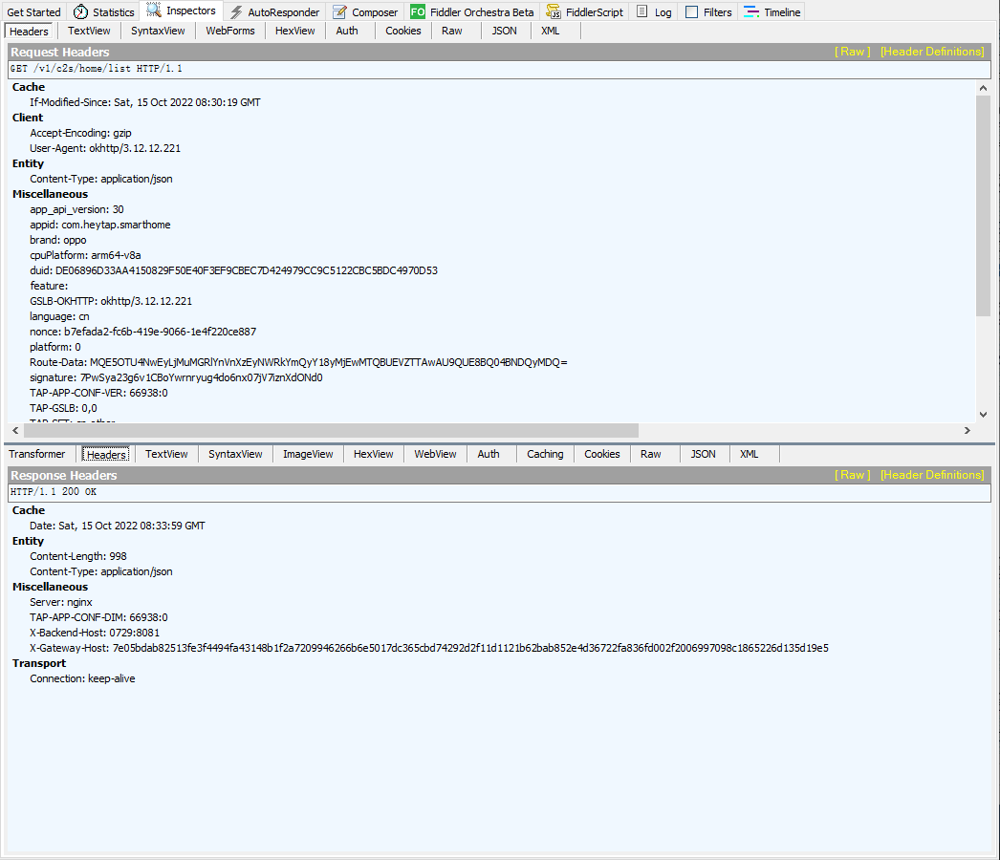 Get Started Statistics Inspectors AutoResponder Composer FO Fiddler Orchestra Beta FiddlerScript Log Filters Timeline
Headers TextView SyntaxView WebForms HexView Auth Cookies Raw JSON XML
Request Headers [ Raw ] [Header Definitions]
GET /v1/c2s/home/list HTTP/1.1
Cache
If-Modified-Since: Sat, 15 Oct 2022 08:30:19 GMT
Client
Accept-Encoding: gzip
User-Agent: okhttp/3.12.12.221
Entity
Content-Type: application/json
Miscellaneous
app_api_version: 30
appid: com.heytap.smarthome
brand: oppo
cpuPlatform: arm64-v8a
duid: DE06896D33AA4150829F50E40F3EF9CBEC7D424979CC9C5122CBC5BDC4970D53
feature:
GSLB-OKHTTP: okhttp/3.12.12.221
language: cn
nonce: b7efada2-fc6b-419e-9066-1e4f220ce887
platform: 0
Route-Data: MQE5OTU4NwEyLjMuMGRlYnVnXzEyNWRkYmQyY18yMjEwMTQBUEVZTTAwAU9QUE8BQ04BNDQyMDQ=
signature: 7PwSya23g6v1CBoYwrnryug4do6nx07jV7iznXdONd0
TAP-APP-CONF-VER: 66938:0
TAP-GSLB: 0,0
TAP-SET: cn-other
Transformer Headers TextView SyntaxView ImageView HexView WebView Auth Caching Cookies Raw JSON XML
Response Headers [ Raw ] [Header Definitions]
HTTP/1.1 200 OK
Cache
Date: Sat, 15 Oct 2022 08:33:59 GMT
Entity
Content-Length: 998
Content-Type: application/json
Miscellaneous
Server: nginx
TAP-APP-CONF-DIM: 66938:0
X-Backend-Host: 0729:8081
X-Gateway-Host: 7e05bdab82513fe3f4494fa43148b1f2a7209946266b6e5017dc365cbd74292d2f11d1121b62bab852e4d36722fa836fd002f2006997098c1865226d135d19e5
Transport
Connection: keep-alive